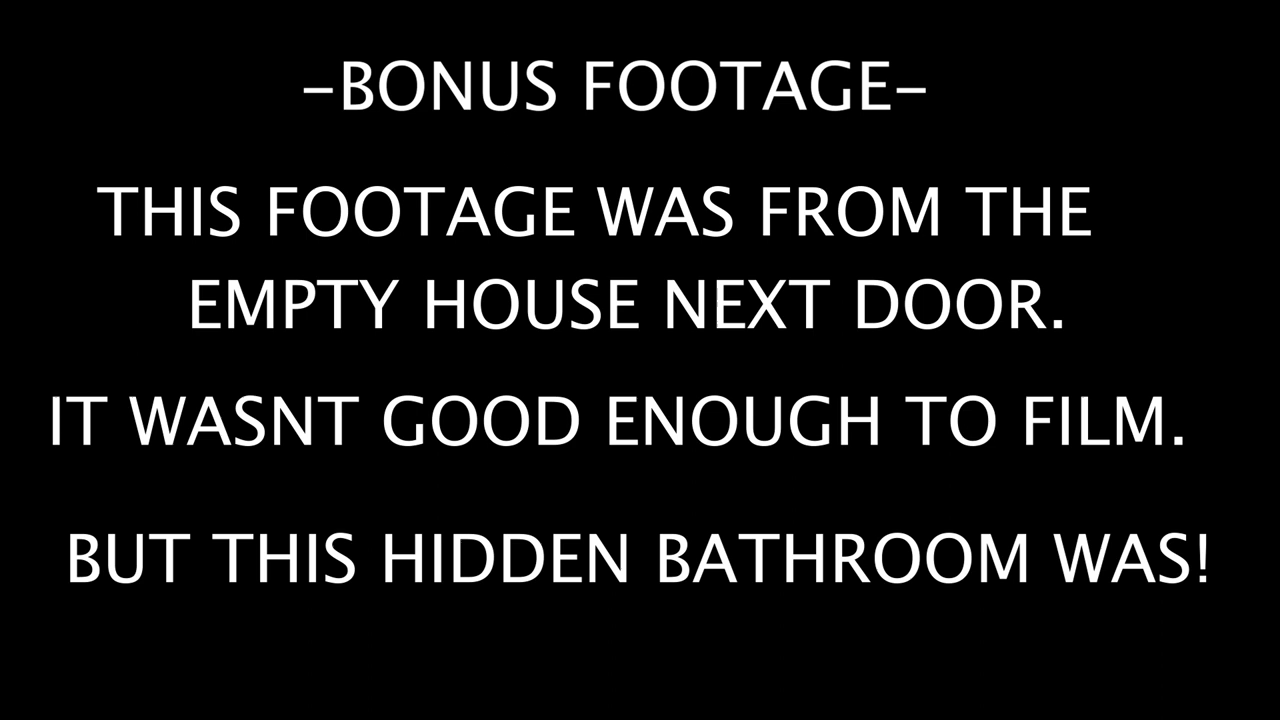 -BONUS FOOTAGE-
THIS FOOTAGE WAS FROM THE
EMPTY HOUSE NEXT DOOR.
IT WASNT GOOD ENOUGH TO FILM.
BUT THIS HIDDEN BATHROOM WAS!